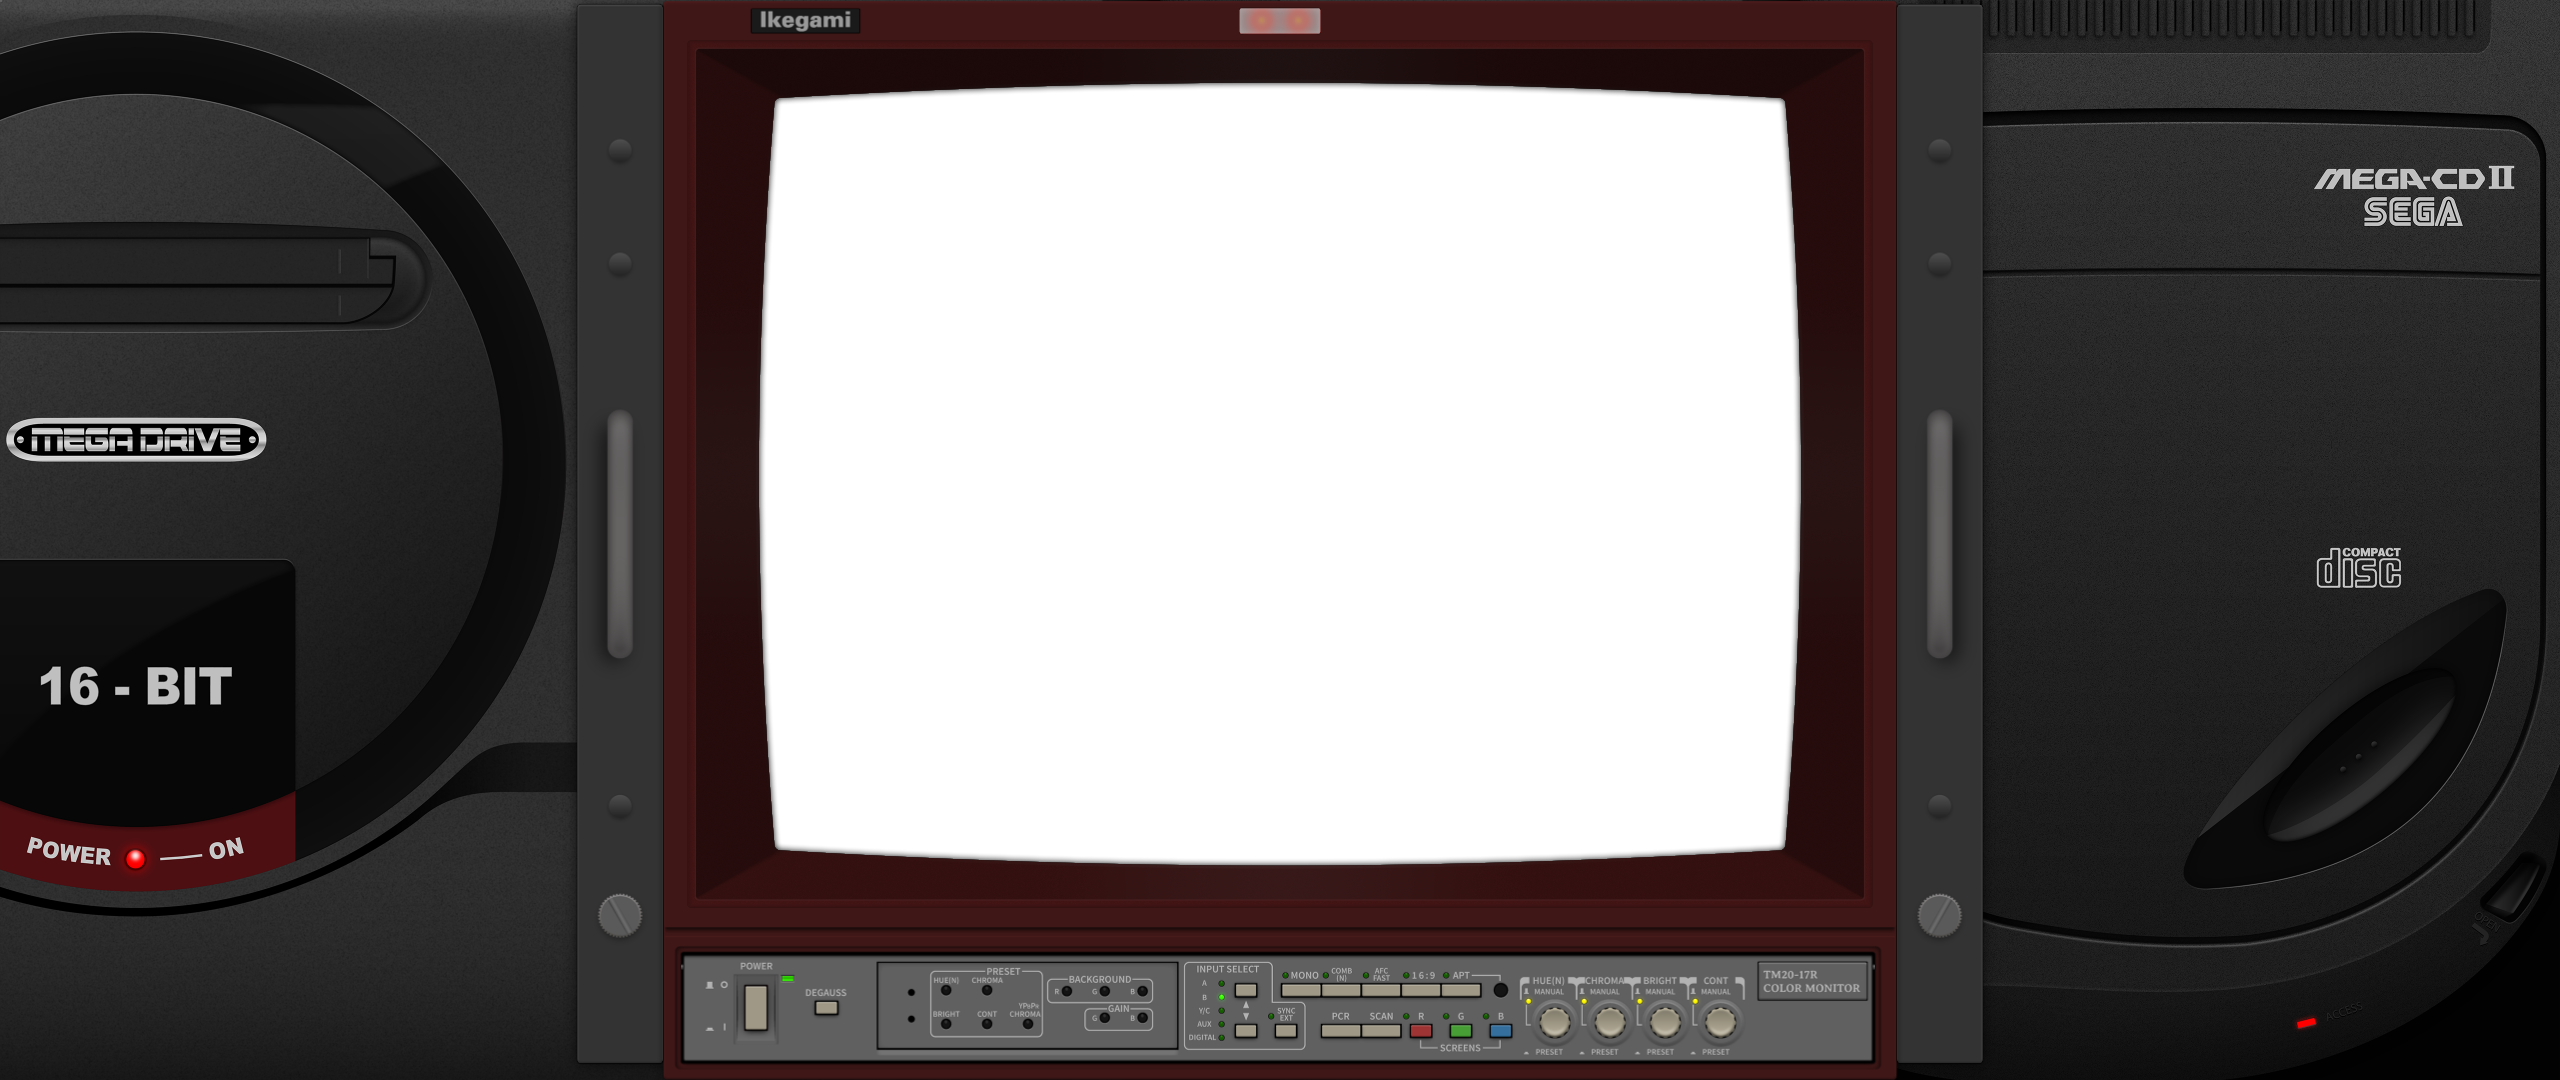 Ikegami
MEGA-CD II
SEGA
MEGA DRIVE
COMPACT
disc
16 - BIT
POWER ON
OPEN
ACCESS
POWER
DEGAUSS
PRESET
HUE(N) CHROMA
BRIGHT CONT YPBPR CHROMA
BACKGROUND
R G B
GAIN
G B
INPUT SELECT
A
B
Y/C
AUX
DIGITAL
SYNC
EXT
MONO COMB (N) AFC FAST 16:9 APT
PCR SCAN R G B
SCREENS
HUE(N) CHROMA BRIGHT CONT
MANUAL MANUAL MANUAL MANUAL
PRESET PRESET PRESET PRESET
TM20-17R
COLOR MONITOR